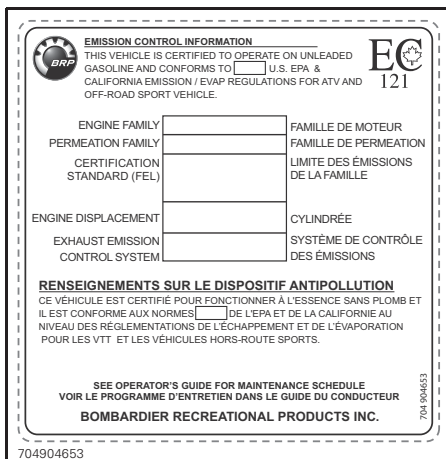 BRP
EMISSION CONTROL INFORMATION
THIS VEHICLE IS CERTIFIED TO OPERATE ON UNLEADED
GASOLINE AND CONFORMS TO U.S. EPA &
CALIFORNIA EMISSION / EVAP REGULATIONS FOR ATV AND
OFF-ROAD SPORT VEHICLE.
EC
121
ENGINE FAMILY FAMILLE DE MOTEUR
PERMEATION FAMILY FAMILLE DE PERMEATION
CERTIFICATION LIMITE DES ÉMISSIONS
STANDARD (FEL) DE LA FAMILLE
ENGINE DISPLACEMENT CYLINDRÉE
EXHAUST EMISSION SYSTÈME DE CONTRÔLE
CONTROL SYSTEM DES ÉMISSIONS
RENSEIGNEMENTS SUR LE DISPOSITIF ANTIPOLLUTION
CE VÉHICULE EST CERTIFIÉ POUR FONCTIONNER À L'ESSENCE SANS PLOMB ET
IL EST CONFORME AUX NORMES DE L'EPA ET DE LA CALIFORNIE AU
NIVEAU DES RÉGLEMENTATIONS DE L'ÉCHAPPEMENT ET DE L'ÉVAPORATION
POUR LES VTT ET LES VÉHICULES HORS-ROUTE SPORTS.
SEE OPERATOR'S GUIDE FOR MAINTENANCE SCHEDULE
VOIR LE PROGRAMME D'ENTRETIEN DANS LE GUIDE DU CONDUCTEUR
BOMBARDIER RECREATIONAL PRODUCTS INC.
704 904653
704904653